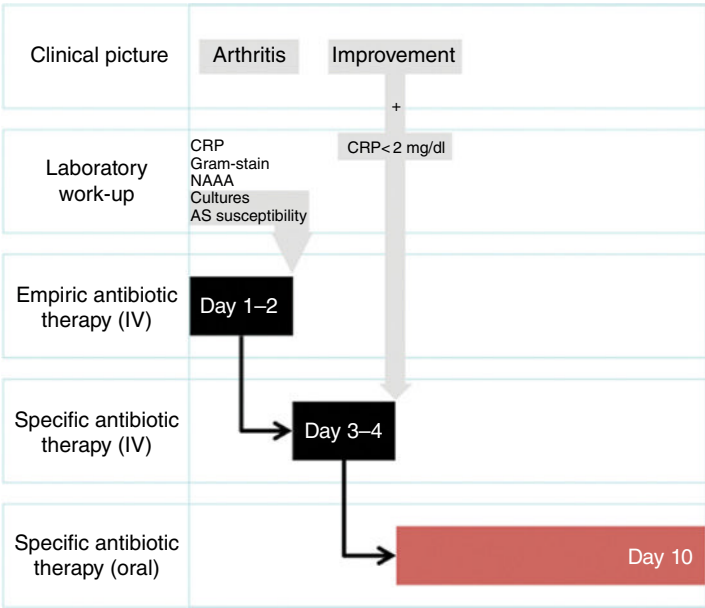 Clinical picture
Arthritis
Improvement
+
Laboratory
work-up
CRP
Gram-stain
NAAA
Cultures
AS susceptibility
CRP< 2 mg/dl
Empiric antibiotic
therapy (IV)
Day 1–2
Specific antibiotic
therapy (IV)
Day 3–4
Specific antibiotic
therapy (oral)
Day 10